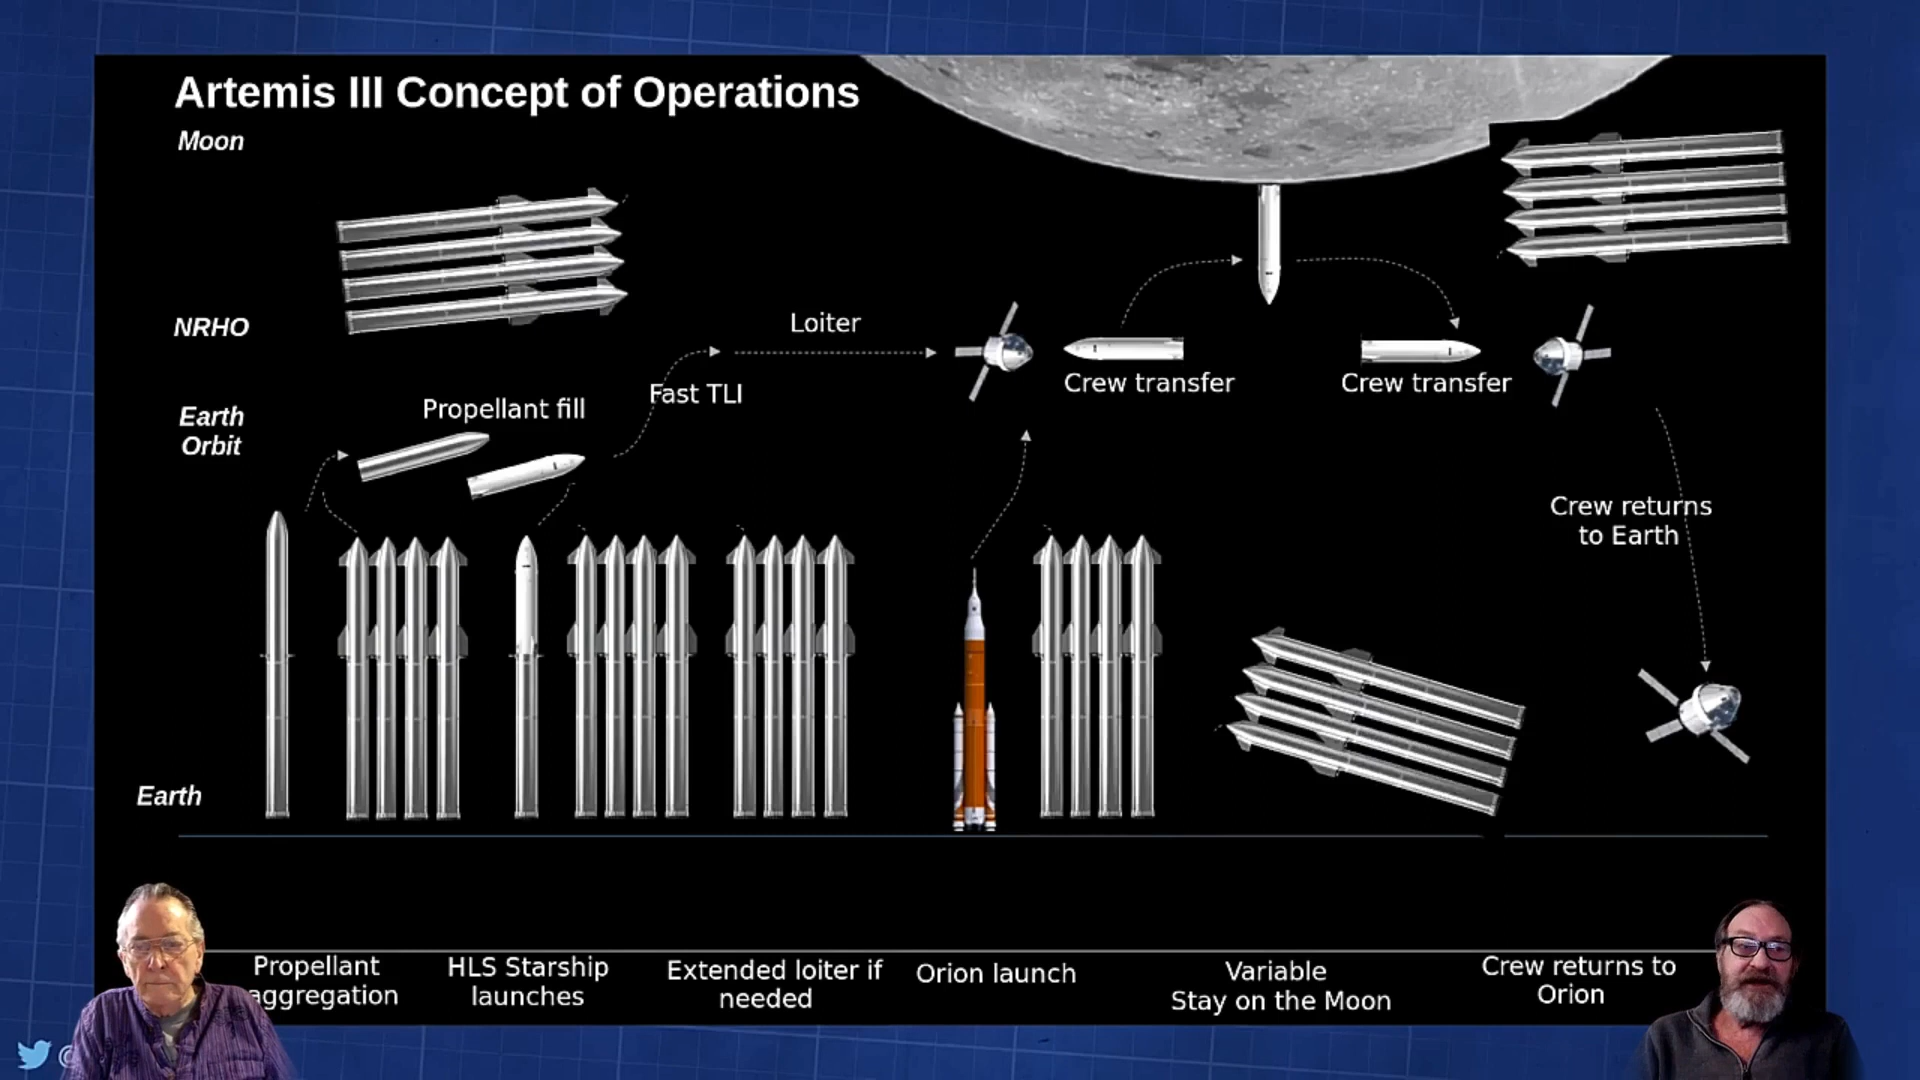 Artemis III Concept of Operations
Moon
NRHO
Loiter
Fast TLI
Crew transfer
Crew transfer
Earth
Orbit
Propellant fill
Crew returns
to Earth
Earth
Propellant
aggregation
HLS Starship
launches
Extended loiter if
needed
Orion launch
Variable
Stay on the Moon
Crew returns to
Orion